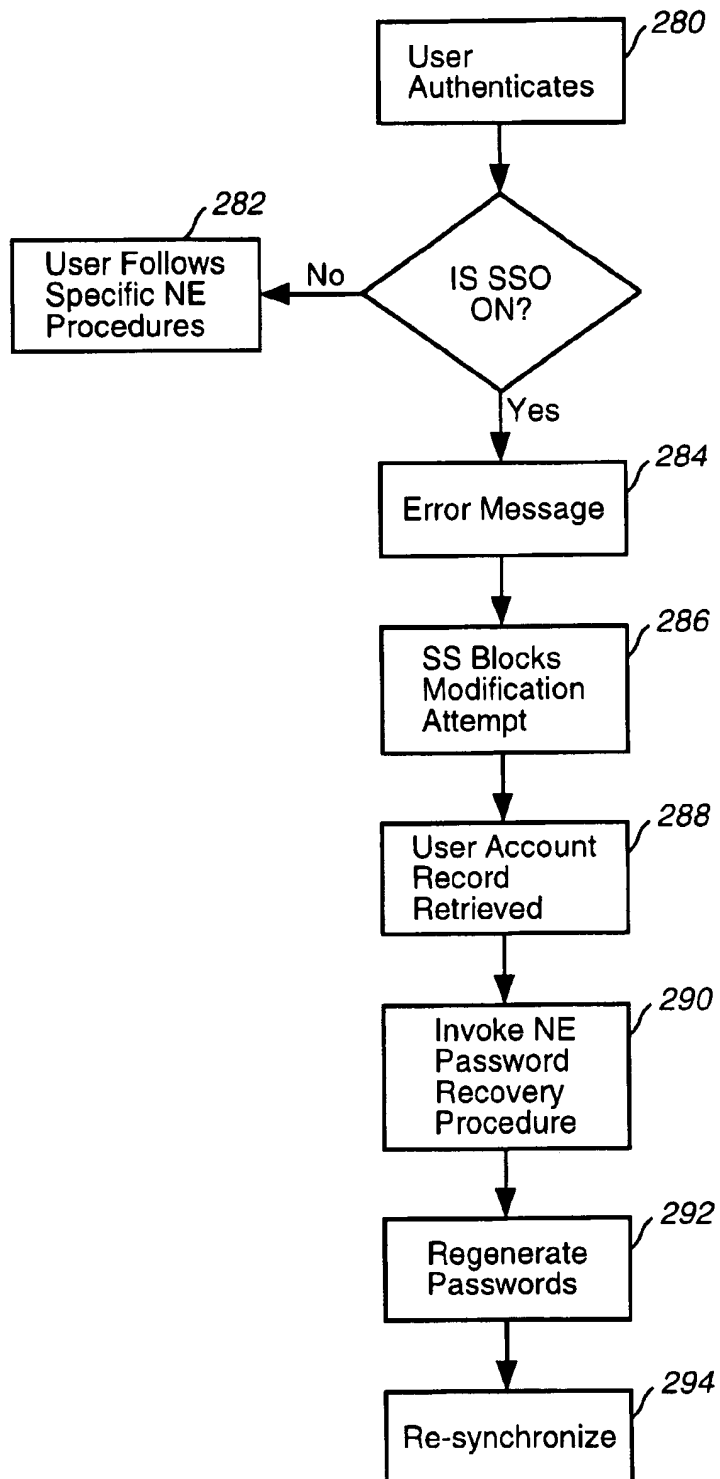 280
User
Authenticates
282
User Follows
Specific NE
Procedures
No
IS SSO
ON?
Yes
284
Error Message
286
SS Blocks
Modification
Attempt
288
User Account
Record
Retrieved
290
Invoke NE
Password
Recovery
Procedure
292
Regenerate
Passwords
294
Re-synchronize